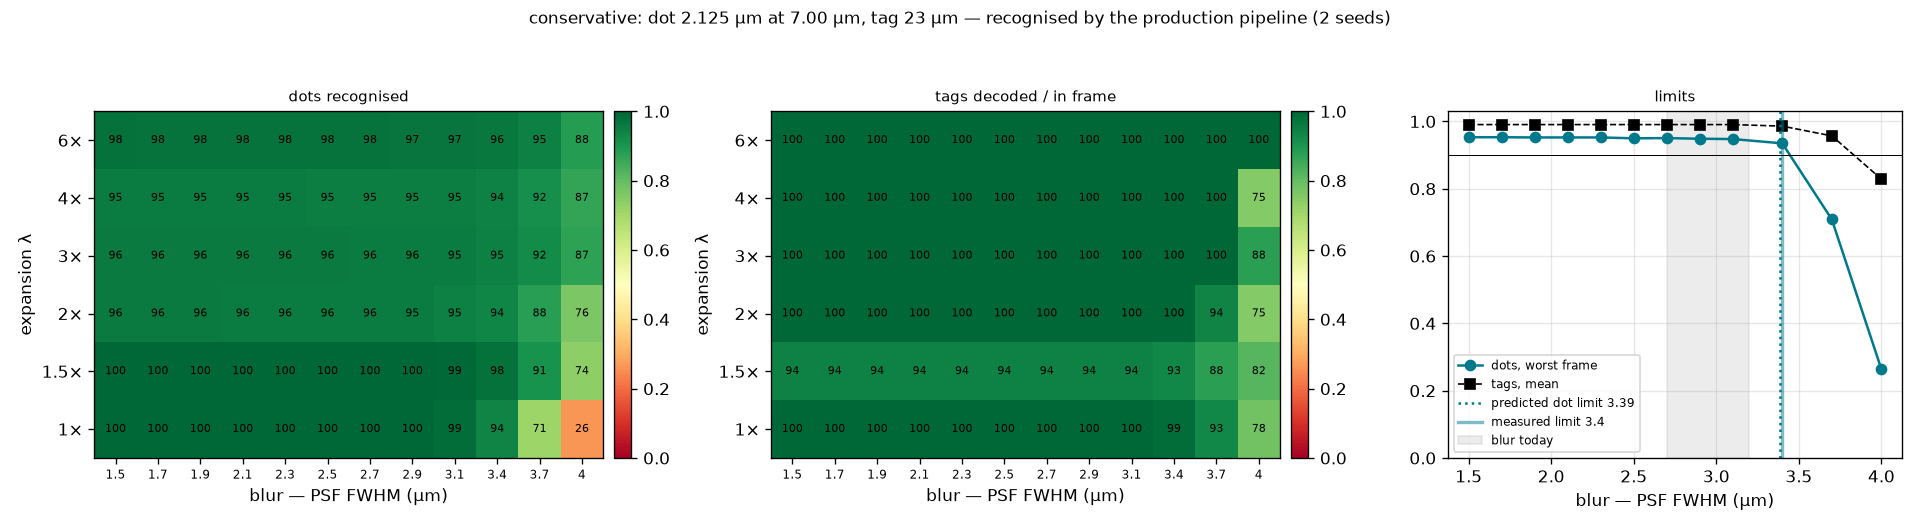 conservative: dot 2.125 µm at 7.00 µm, tag 23 µm — recognised by the production pipeline (2 seeds)
dots recognised
expansion λ
6× 98 98 98 98 98 98 98 97 97 96 95 88
4× 95 95 95 95 95 95 95 95 95 94 92 87
3× 96 96 96 96 96 96 96 96 95 95 92 87
2× 96 96 96 96 96 96 96 95 95 94 88 76
1.5× 100 100 100 100 100 100 100 100 99 98 91 74
1× 100 100 100 100 100 100 100 100 99 94 71 26
1.5 1.7 1.9 2.1 2.3 2.5 2.7 2.9 3.1 3.4 3.7 4
blur — PSF FWHM (µm)
1.0
0.8
0.6
0.4
0.2
0.0
tags decoded / in frame
expansion λ
6× 100 100 100 100 100 100 100 100 100 100 100 100
4× 100 100 100 100 100 100 100 100 100 100 100 75
3× 100 100 100 100 100 100 100 100 100 100 100 88
2× 100 100 100 100 100 100 100 100 100 100 94 75
1.5× 94 94 94 94 94 94 94 94 94 93 88 82
1× 100 100 100 100 100 100 100 100 100 99 93 78
1.5 1.7 1.9 2.1 2.3 2.5 2.7 2.9 3.1 3.4 3.7 4
blur — PSF FWHM (µm)
1.0
0.8
0.6
0.4
0.2
0.0
limits
1.0
0.8
0.6
0.4
0.2
0.0
dots, worst frame
tags, mean
predicted dot limit 3.39
measured limit 3.4
blur today
1.5 2.0 2.5 3.0 3.5 4.0
blur — PSF FWHM (µm)